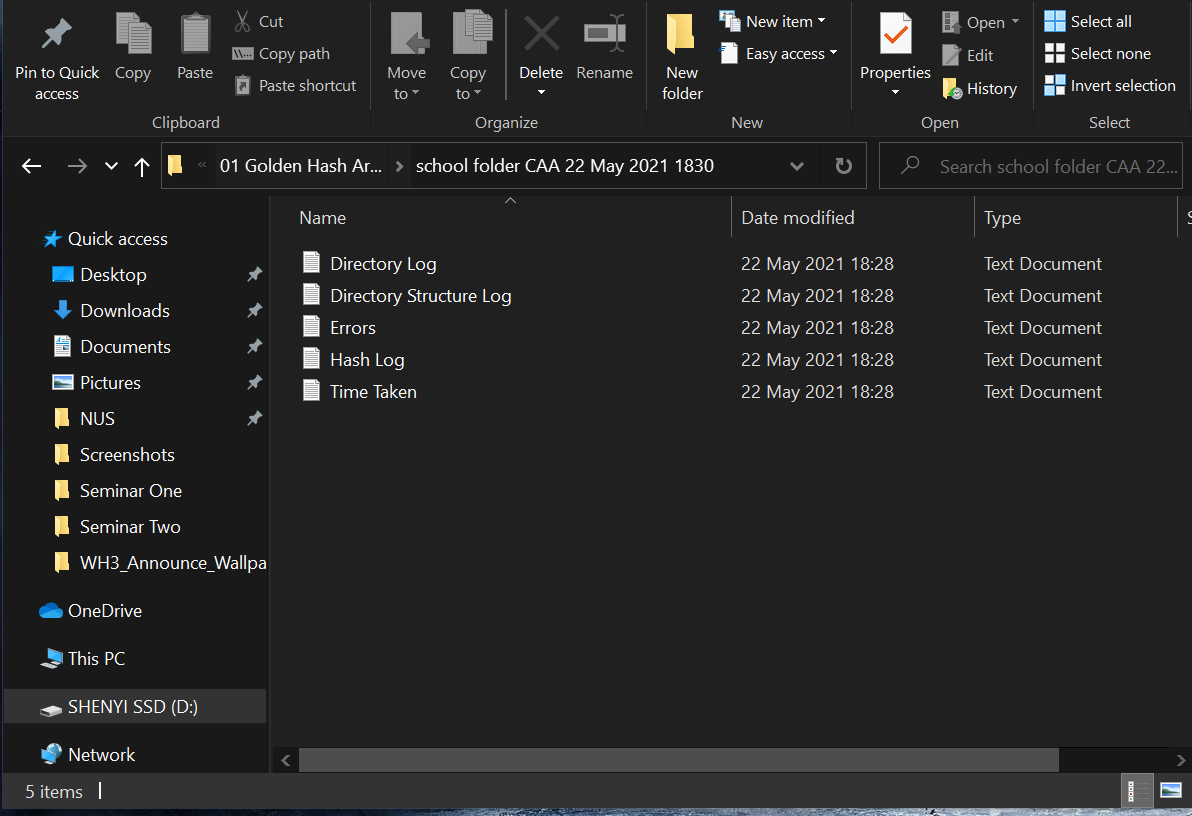 Pin to Quick access
Copy
Paste
Cut
Copy path
Paste shortcut
Clipboard
Move to
Copy to
Delete
Rename
Organize
New folder
New item
Easy access
New
Properties
Open
Edit
History
Open
Select all
Select none
Invert selection
Select
« 01 Golden Hash Ar... > school folder CAA 22 May 2021 1830
Search school folder CAA 22...
Name Date modified Type S
Quick access
Desktop
Downloads
Documents
Pictures
NUS
Screenshots
Seminar One
Seminar Two
WH3_Announce_Wallpa
OneDrive
This PC
SHENYI SSD (D:)
Network
Directory Log 22 May 2021 18:28 Text Document
Directory Structure Log 22 May 2021 18:28 Text Document
Errors 22 May 2021 18:28 Text Document
Hash Log 22 May 2021 18:28 Text Document
Time Taken 22 May 2021 18:28 Text Document
5 items